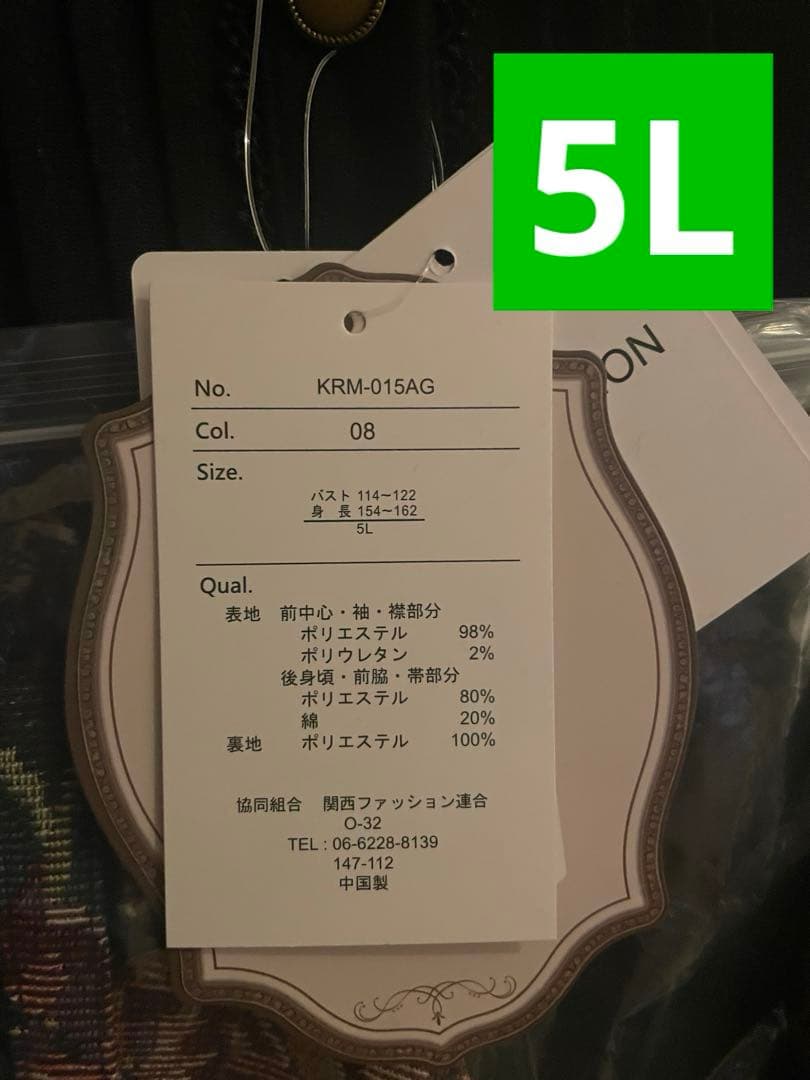 5L
ON
No. KRM-015AG
Col. 08
Size.
バスト 114~122
身 長 154~162
5L
Qual.
表地 前中心・袖・襟部分
ポリエステル 98%
ポリウレタン 2%
後身頃・前脇・帯部分
ポリエステル 80%
綿 20%
裏地 ポリエステル 100%
協同組合 関西ファッション連合
O-32
TEL : 06-6228-8139
147-112
中国製